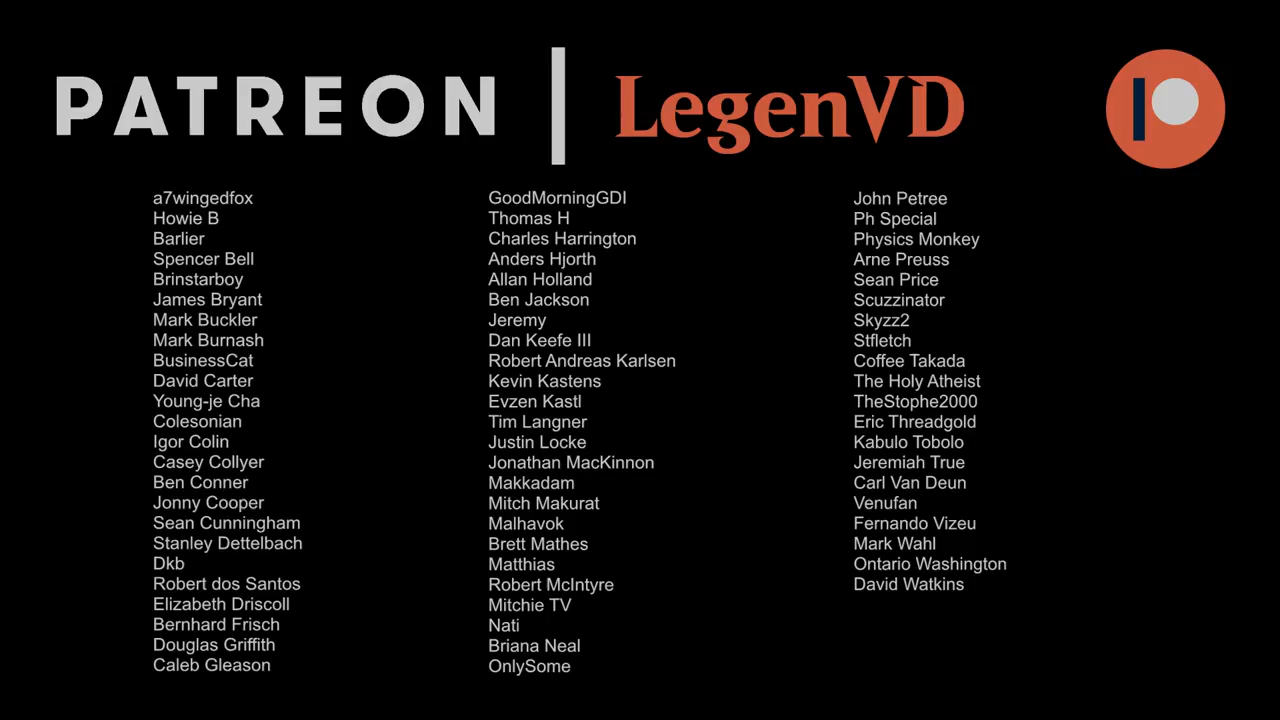 PATREON | LegenVD
a7wingedfox
Howie B
Barlier
Spencer Bell
Brinstarboy
James Bryant
Mark Buckler
Mark Burnash
BusinessCat
David Carter
Young-je Cha
Colesonian
Igor Colin
Casey Collyer
Ben Conner
Jonny Cooper
Sean Cunningham
Stanley Dettelbach
Dkb
Robert dos Santos
Elizabeth Driscoll
Bernhard Frisch
Douglas Griffith
Caleb Gleason
GoodMorningGDI
Thomas H
Charles Harrington
Anders Hjorth
Allan Holland
Ben Jackson
Jeremy
Dan Keefe III
Robert Andreas Karlsen
Kevin Kastens
Evzen Kastl
Tim Langner
Justin Locke
Jonathan MacKinnon
Makkadam
Mitch Makurat
Malhavok
Brett Mathes
Matthias
Robert McIntyre
Mitchie TV
Nati
Briana Neal
OnlySome
John Petree
Ph Special
Physics Monkey
Arne Preuss
Sean Price
Scuzzinator
Skyzz2
Stfletch
Coffee Takada
The Holy Atheist
TheStophe2000
Eric Threadgold
Kabulo Tobolo
Jeremiah True
Carl Van Deun
Venufan
Fernando Vizeu
Mark Wahl
Ontario Washington
David Watkins